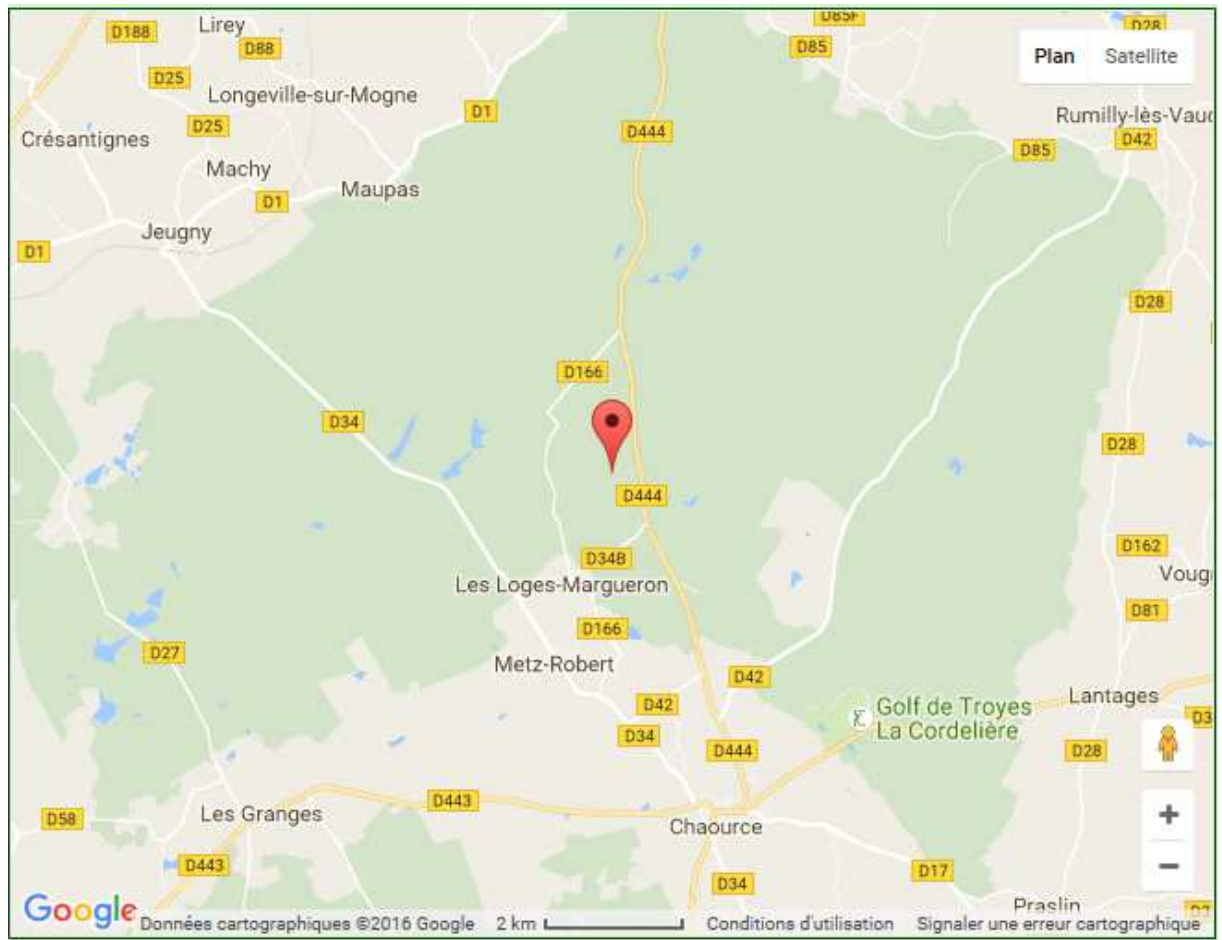 Lirey
D85F
D28
D188
D88
D85
Plan Satellite
D25
Longeville-sur-Mogne
D1
Rumilly-lès-Vaud
D25
D444
D42
Crésantignes
D85
Machy
Maupas
D1
Jeugny
D1
D28
D166
D34
D28
D444
D162
D34B
Vougr
Les Loges-Margueron
D81
D166
D27
Metz-Robert
D42
Lantages
D42
Golf de Troyes
La Cordelière
D34
D444
D28
D443
Les Granges
D58
Chaource
+
D443
D17
−
D34
Praslin
Google
Données cartographiques ©2016 Google 2 km Conditions d'utilisation Signaler une erreur cartographique